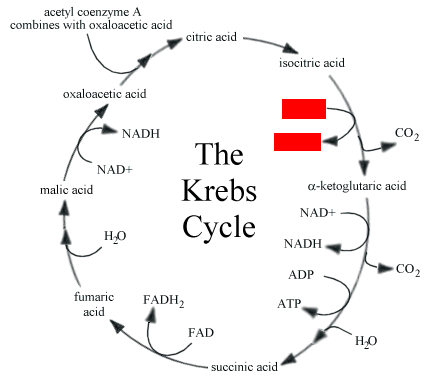 acetyl coenzyme A
combines with oxaloacetic acid
citric acid
isocitric acid
CO2
α-ketoglutaric acid
NAD+
NADH
CO2
ADP
ATP
H2O
succinic acid
FAD
FADH2
fumaric
acid
H2O
malic acid
NAD+
NADH
oxaloacetic acid
The
Krebs
Cycle